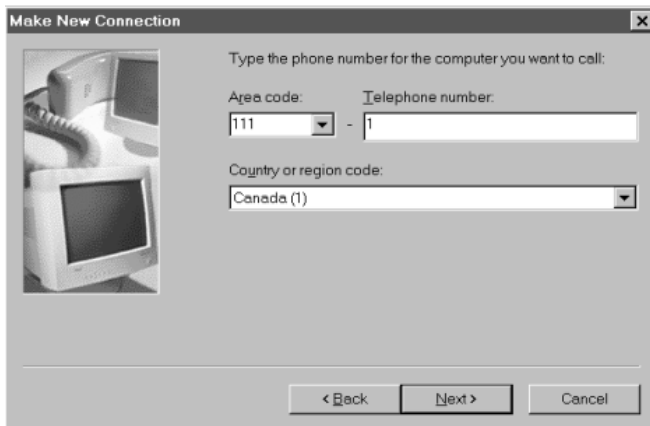 Make New Connection
Type the phone number for the computer you want to call:
Area code: Telephone number:
111 - 1
Country or region code:
Canada (1)
< Back Next > Cancel